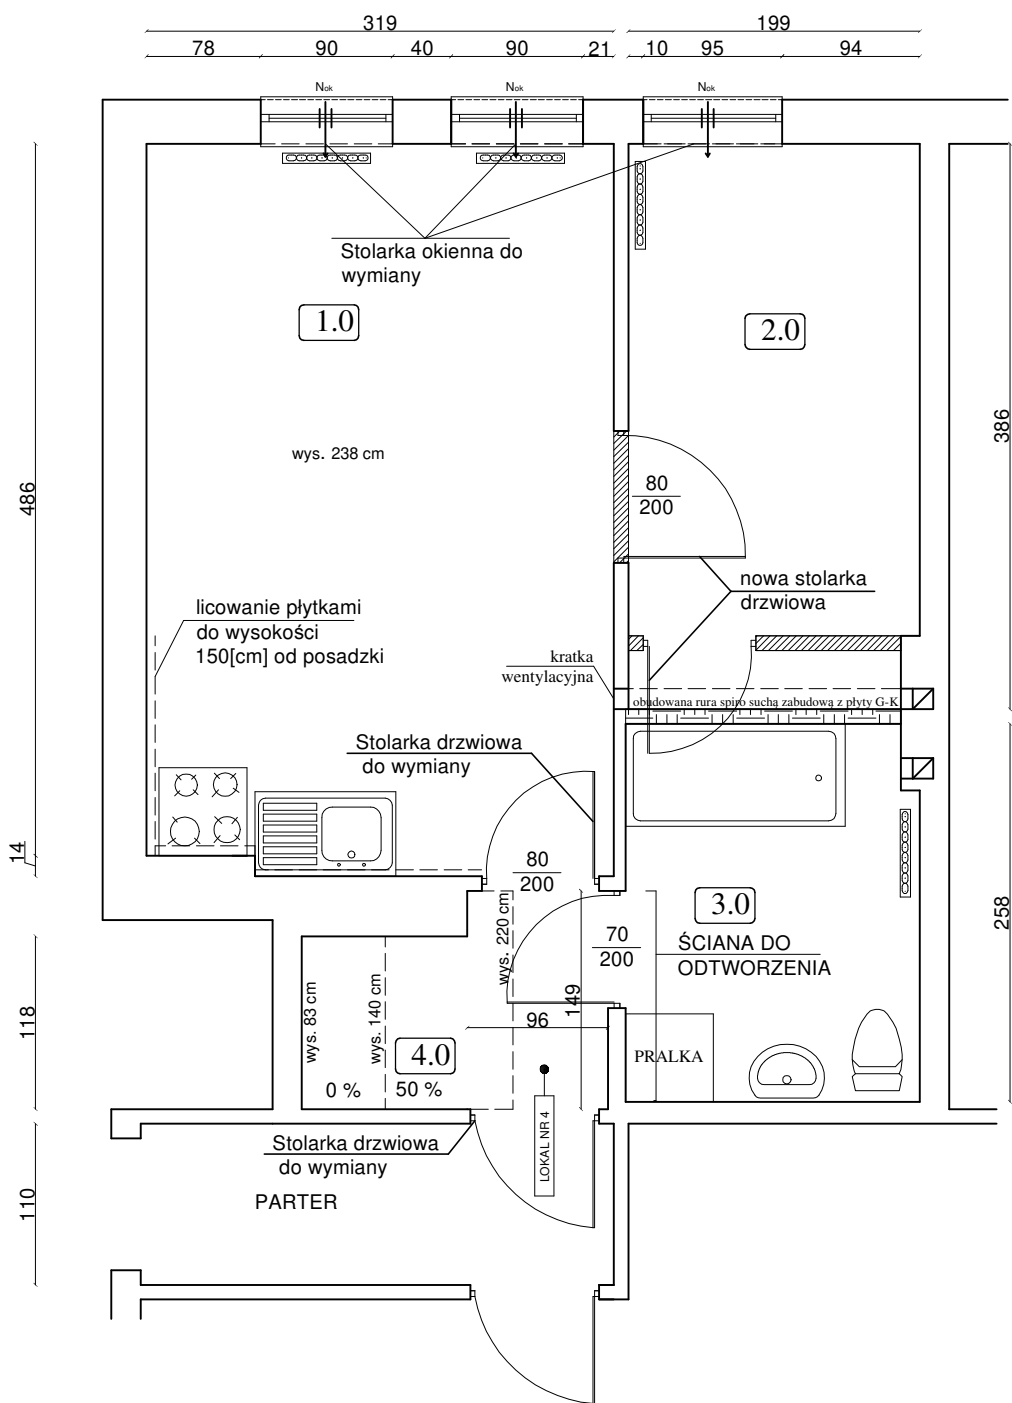 319
199
78
90
40
90
21
10
95
94
Nok
Nok
Nok
Stolarka okienna do
wymiany
1.0
2.0
386
wys. 238 cm
486
80
200
nowa stolarka
drzwiowa
licowanie płytkami
do wysokości
150[cm] od posadzki
kratka
wentylacyjna
obudowana rura spiro suchą zabudową z płyty G-K
Stolarka drzwiowa
do wymiany
14
80
200
3.0
wys. 220 cm
70
200
ŚCIANA DO
ODTWORZENIA
258
149
wys. 83 cm
wys. 140 cm
118
96
4.0
PRALKA
0 %
50 %
LOKAL NR 4
Stolarka drzwiowa
do wymiany
PARTER
110